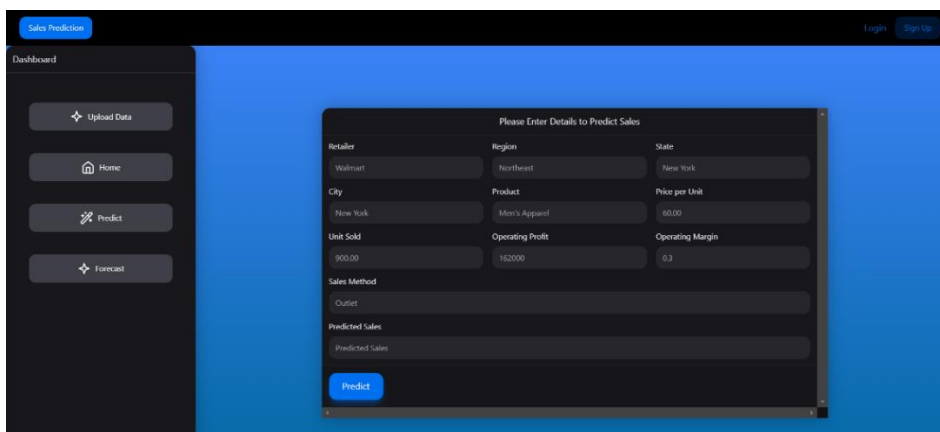 Sales Prediction
Login
Sign Up
Dashboard
Upload Data
Home
Predict
Forecast
Please Enter Details to Predict Sales
Retailer Region State
Walmart Northeast New York
City Product Price per Unit
New York Men's Apparel 60.00
Unit Sold Operating Profit Operating Margin
900.00 162000 0.3
Sales Method
Outlet
Predicted Sales
Predicted Sales
Predict